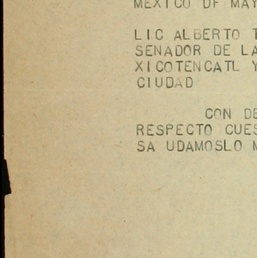 MEXICO DF MAY
LIC ALBERTO T
SENADOR DE LA
XICOTENCATL Y
CIUDAD
CON DE
RESPECTO CUES
SA UDAMOSLO M